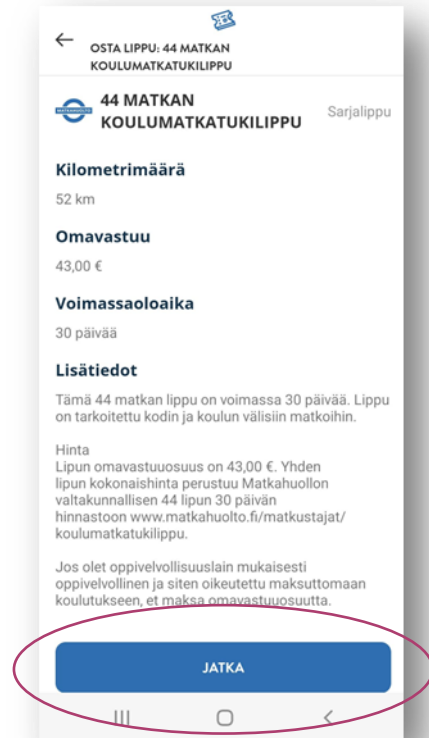 OSTA LIPPU: 44 MATKAN
KOULUMATKATUKILIPPU
MATKAHUOLTO
44 MATKAN
KOULUMATKATUKILIPPU
Sarjalippu
Kilometrimäärä
52 km
Omavastuu
43,00 €
Voimassaoloaika
30 päivää
Lisätiedot
Tämä 44 matkan lippu on voimassa 30 päivää. Lippu
on tarkoitettu kodin ja koulun välisiin matkoihin.
Hinta
Lipun omavastuuosuus on 43,00 €. Yhden
lipun kokonaishinta perustuu Matkahuollon
valtakunnallisen 44 lipun 30 päivän
hinnastoon www.matkahuolto.fi/matkustajat/
koulumatkatukilippu.
Jos olet oppivelvollisuuslain mukaisesti
oppivelvollinen ja siten oikeutettu maksuttomaan
koulutukseen, et maksa omavastuuosuutta.
JATKA